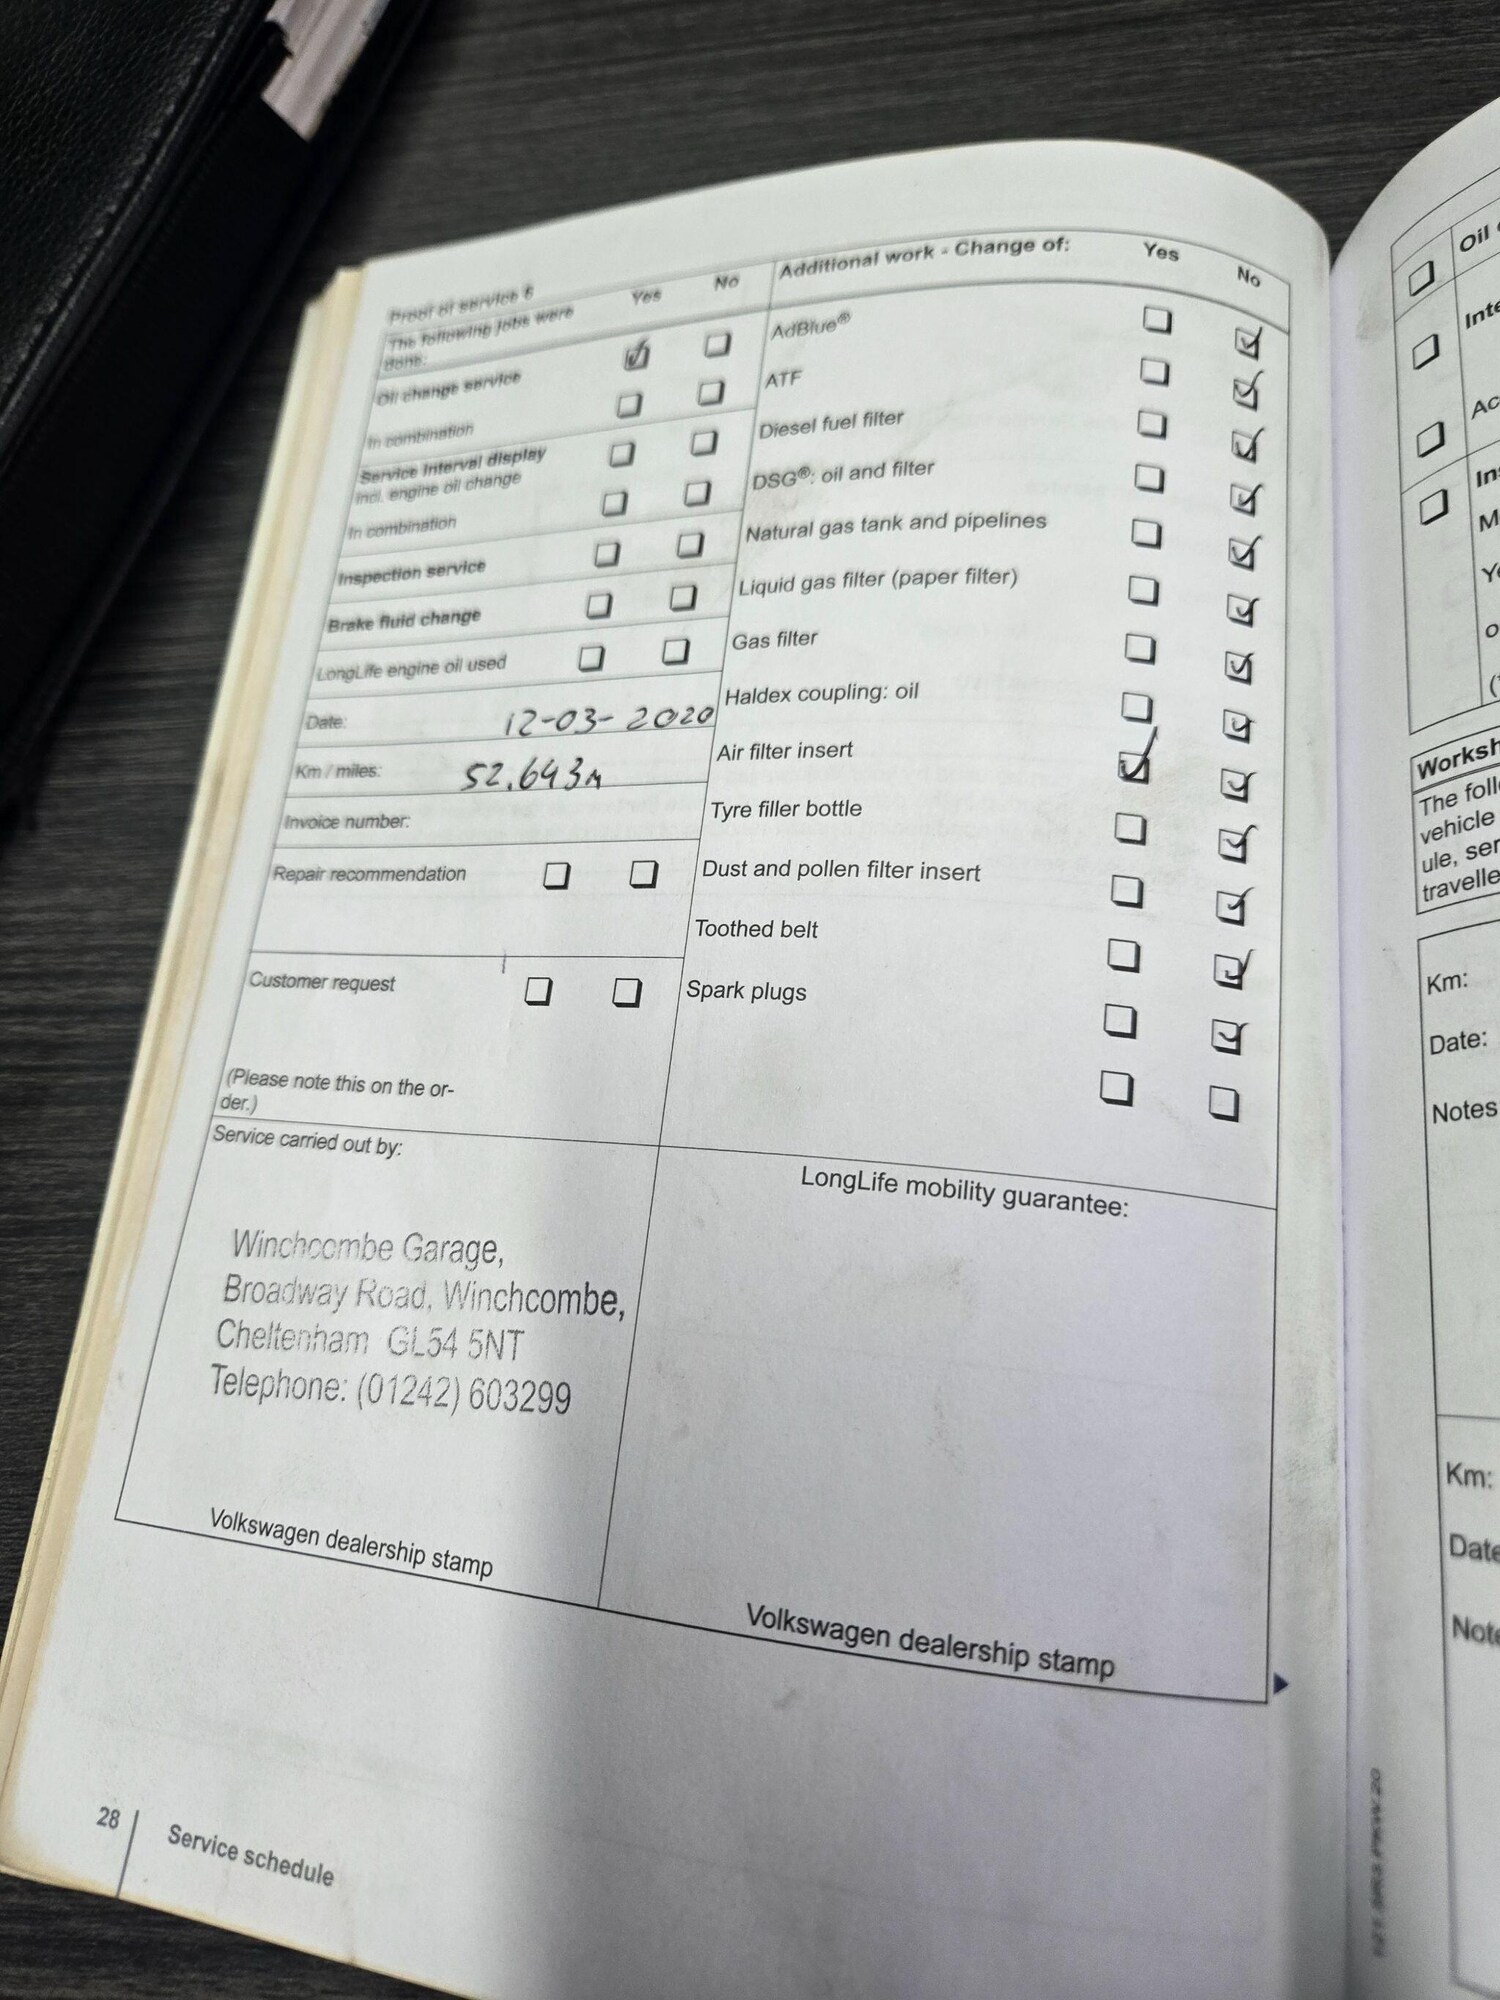 Proof of service 6
The following jobs were done: Yes No
Oil change service
In combination
Service interval display
incl. engine oil change
In combination
Inspection service
Brake fluid change
LongLife engine oil used
Date: 12-03-2020
Km / miles: 52.643m
Invoice number:
Repair recommendation
Customer request
(Please note this on the or-
der.)
Additional work - Change of: Yes No
AdBlue®
ATF
Diesel fuel filter
DSG®: oil and filter
Natural gas tank and pipelines
Liquid gas filter (paper filter)
Gas filter
Haldex coupling: oil
Air filter insert
Tyre filler bottle
Dust and pollen filter insert
Toothed belt
Spark plugs
Service carried out by:
Winchcombe Garage,
Broadway Road, Winchcombe,
Cheltenham GL54 5NT
Telephone: (01242) 603299
Volkswagen dealership stamp
LongLife mobility guarantee:
Volkswagen dealership stamp
28
Service schedule
Oil
Km:
Date:
Notes
Km:
Date